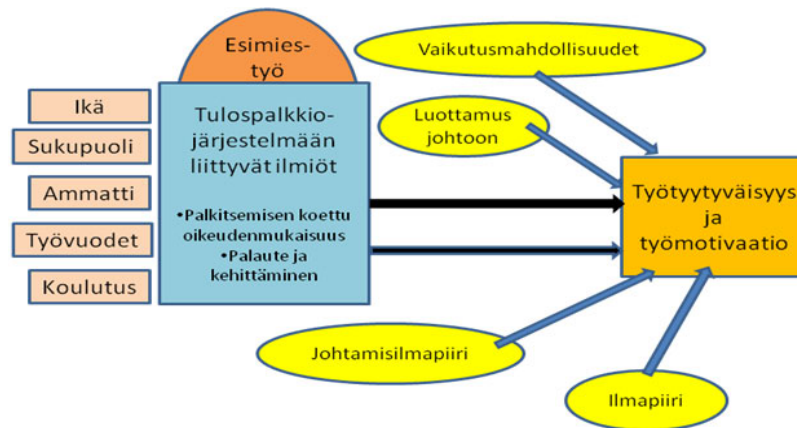 Esimies-
työ
Vaikutusmahdollisuudet
Ikä
Sukupuoli
Ammatti
Työvuodet
Koulutus
Tulospalkkio-
järjestelmään
liittyvät ilmiöt
•Palkitsemisen koettu
oikeudenmukaisuus
•Palaute ja
kehittäminen
Luottamus
johtoon
Työtyytyväisyys
ja
työmotivaatio
Johtamisilmapiiri
Ilmapiiri